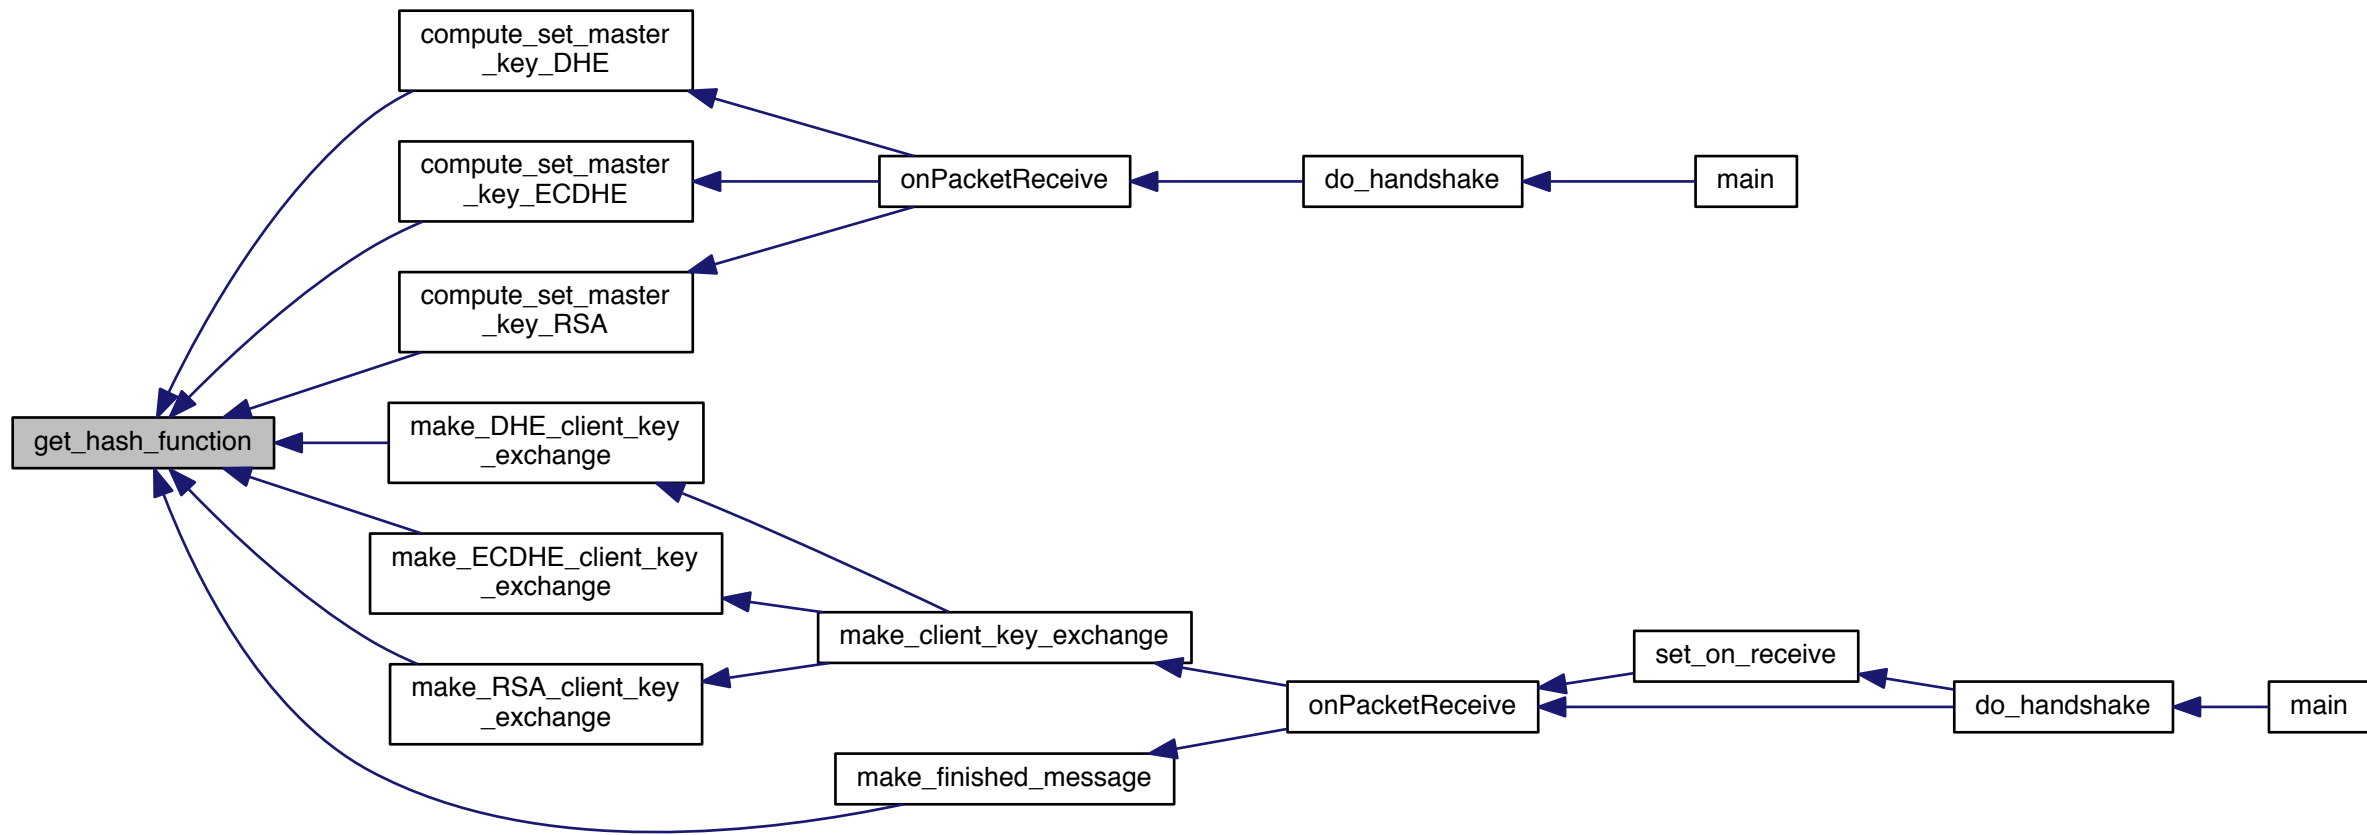 compute_set_master
_key_DHE
compute_set_master
_key_ECDHE
onPacketReceive
do_handshake
main
compute_set_master
_key_RSA
get_hash_function
make_DHE_client_key
_exchange
make_ECDHE_client_key
_exchange
make_client_key_exchange
set_on_receive
make_RSA_client_key
_exchange
onPacketReceive
do_handshake
main
make_finished_message